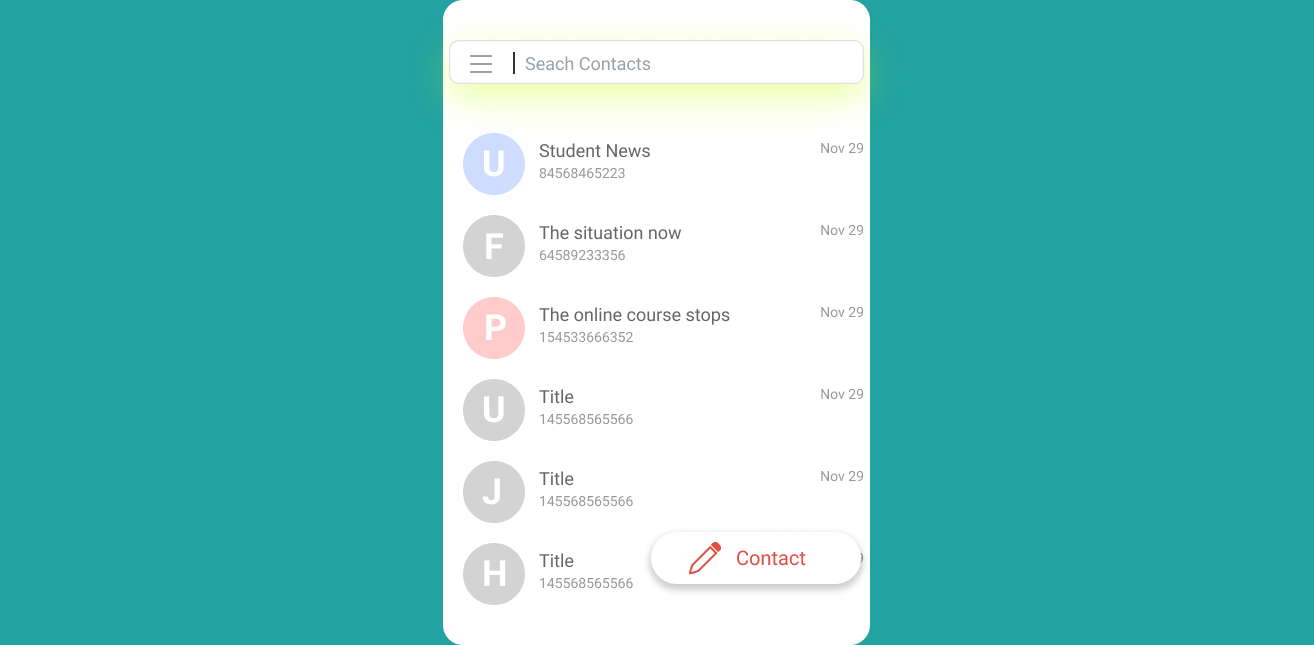 Seach Contacts
U
Student News
Nov 29
84568465223
F
The situation now
Nov 29
64589233356
P
The online course stops
Nov 29
154533666352
U
Title
Nov 29
145568565566
J
Title
Nov 29
145568565566
H
Title
Contact
145568565566